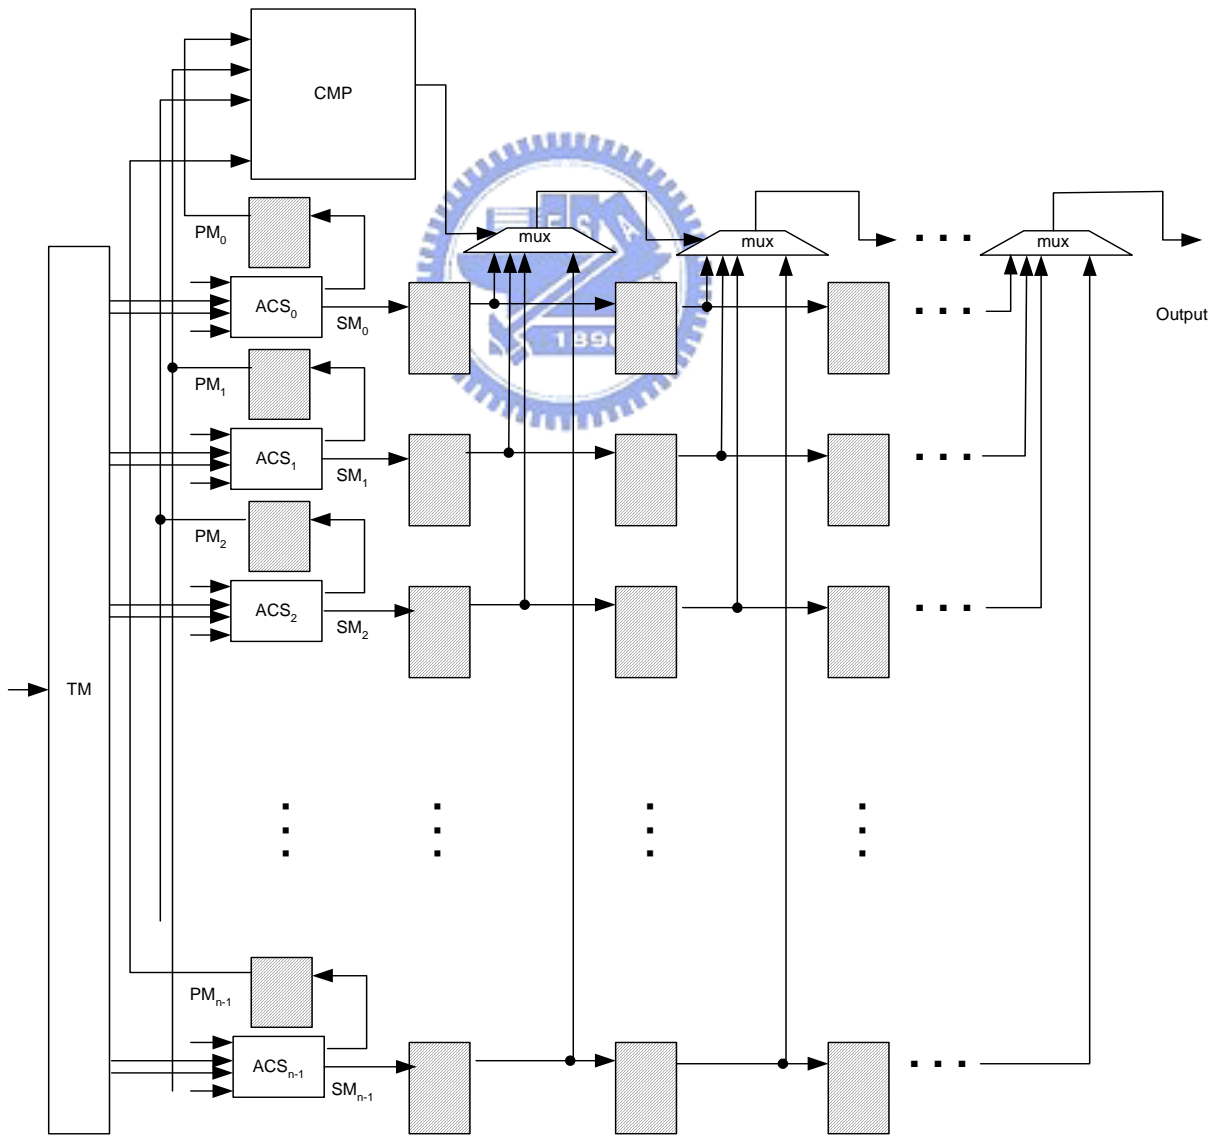 CMP
PM0
mux
mux
mux
ACS0
SM0
Output
1896
PM1
ACS1
SM1
PM2
ACS2
SM2
TM
PMn-1
ACSn-1
SMn-1